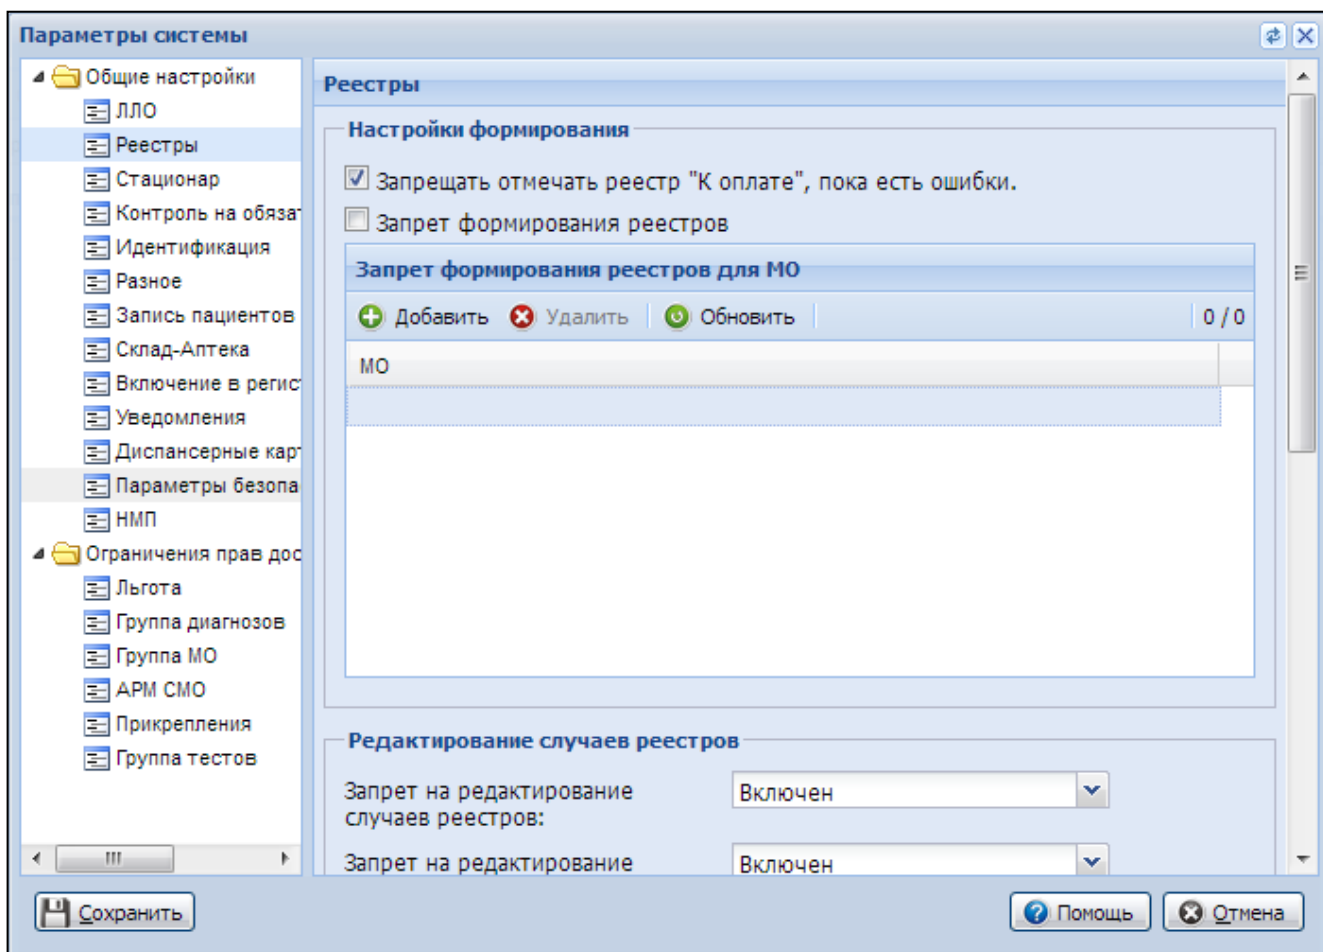 Параметры системы
Общие настройки
ЛЛО
Реестры
Стационар
Контроль на обязат
Идентификация
Разное
Запись пациентов
Склад-Аптека
Включение в регис
Уведомления
Диспансерные карт
Параметры безопа
НМП
Ограничения прав дос
Льгота
Группа диагнозов
Группа МО
АРМ СМО
Прикрепления
Группа тестов
Реестры
Настройки формирования
Запрещать отмечать реестр "К оплате", пока есть ошибки.
Запрет формирования реестров
Запрет формирования реестров для МО
Добавить Удалить Обновить 0 / 0
МО
Редактирование случаев реестров
Запрет на редактирование Включен
случаев реестров:
Запрет на редактирование Включен
Сохранить Помощь Отмена